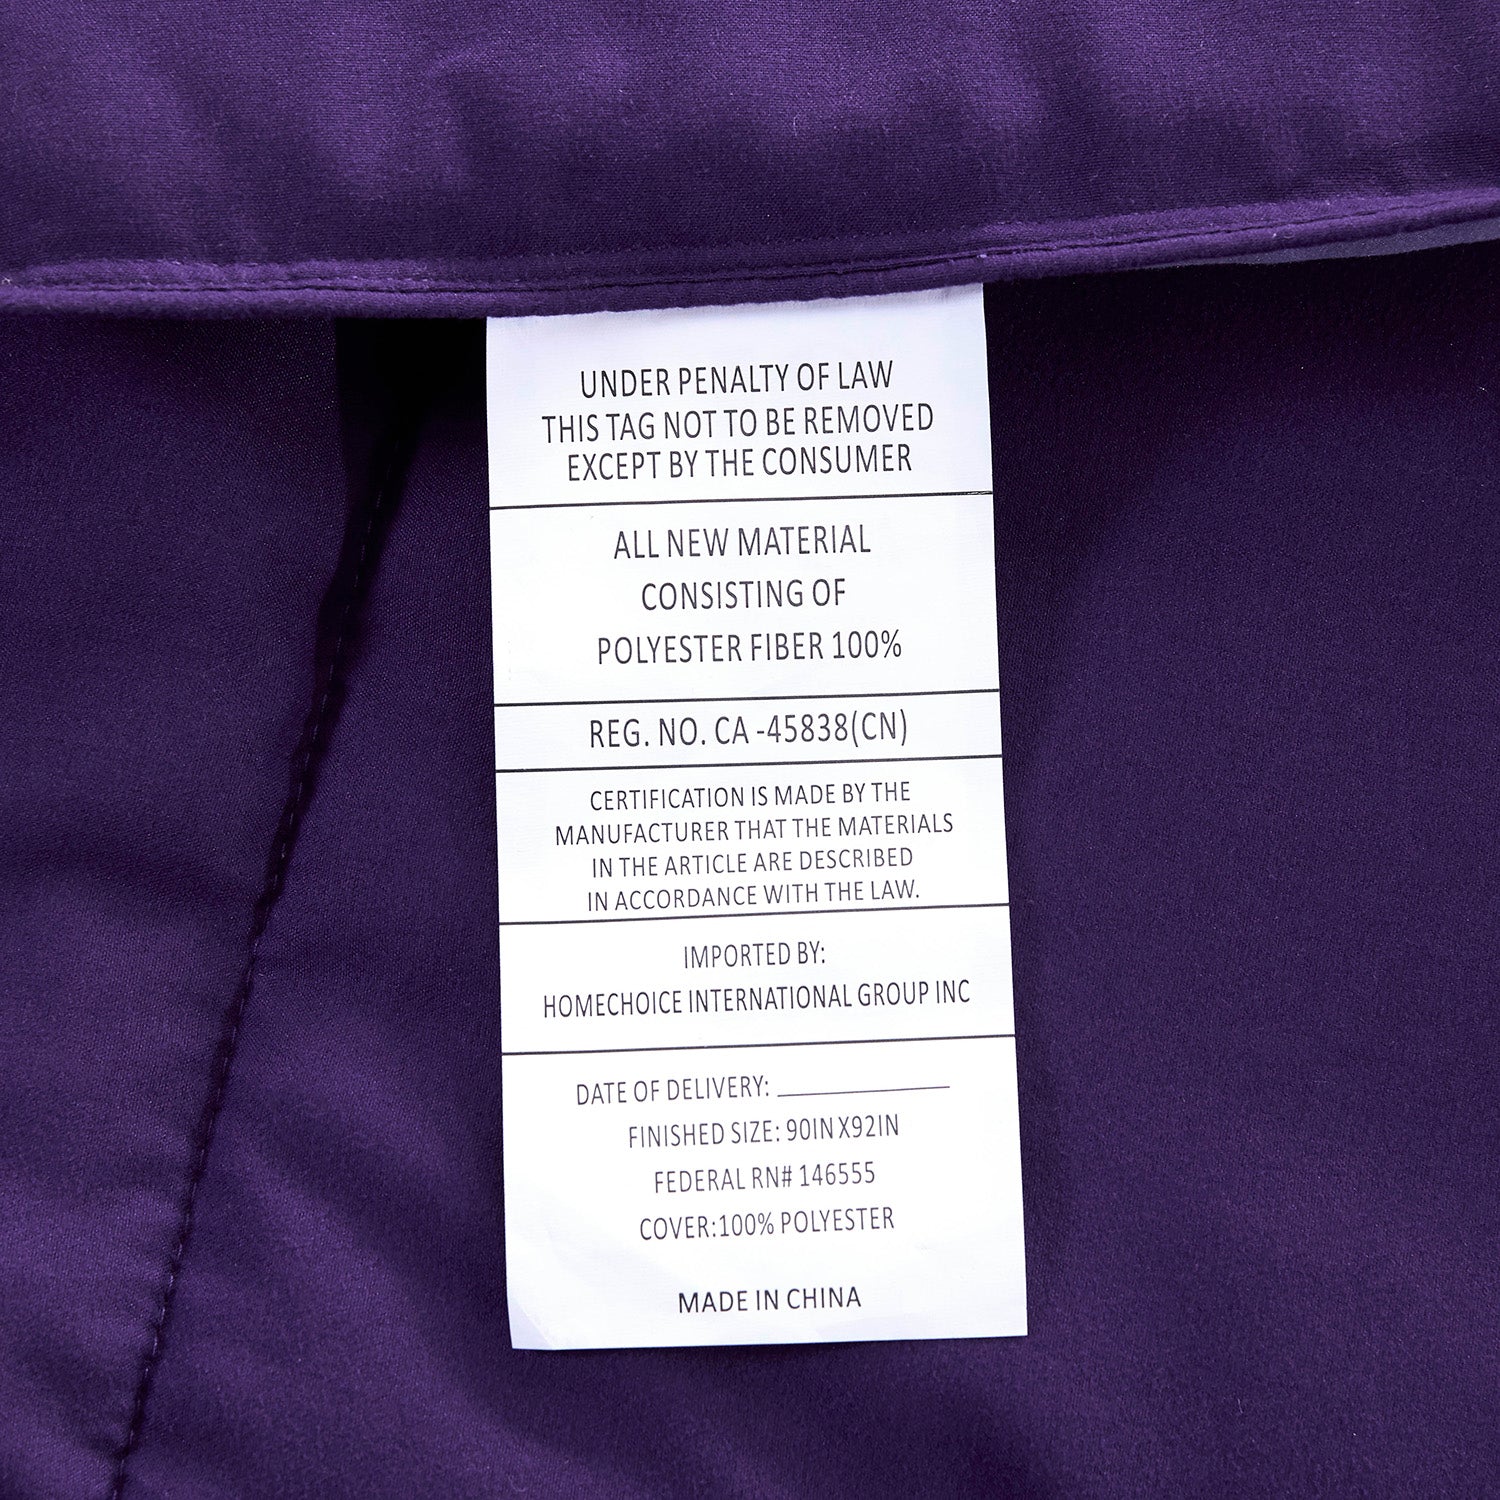 UNDER PENALTY OF LAW
THIS TAG NOT TO BE REMOVED
EXCEPT BY THE CONSUMER
ALL NEW MATERIAL
CONSISTING OF
POLYESTER FIBER 100%
REG. NO. CA -45838(CN)
CERTIFICATION IS MADE BY THE
MANUFACTURER THAT THE MATERIALS
IN THE ARTICLE ARE DESCRIBED
IN ACCORDANCE WITH THE LAW.
IMPORTED BY:
HOMECHOICE INTERNATIONAL GROUP INC
DATE OF DELIVERY: ____________
FINISHED SIZE: 90IN X92IN
FEDERAL RN# 146555
COVER:100% POLYESTER
MADE IN CHINA